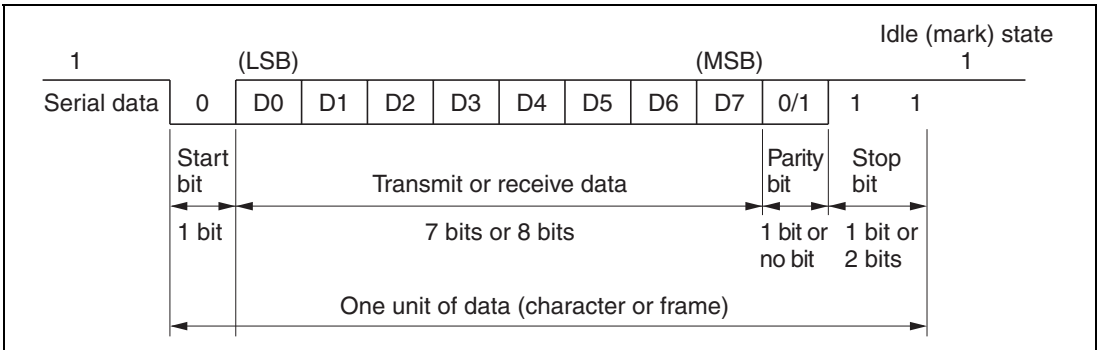 Idle (mark) state
1 (LSB) (MSB) 1
Serial data 0 D0 D1 D2 D3 D4 D5 D6 D7 0/1 1 1
Start Parity Stop
bit Transmit or receive data bit bit
1 bit 7 bits or 8 bits 1 bit or 1 bit or
no bit 2 bits
One unit of data (character or frame)